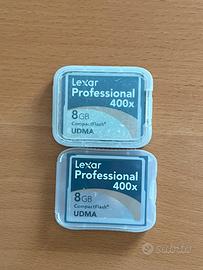 Lexar
Professional
400x
8GB
CompactFlash®
UDMA
Lexar
Professional
400x
8GB
CompactFlash®
UDMA
subito